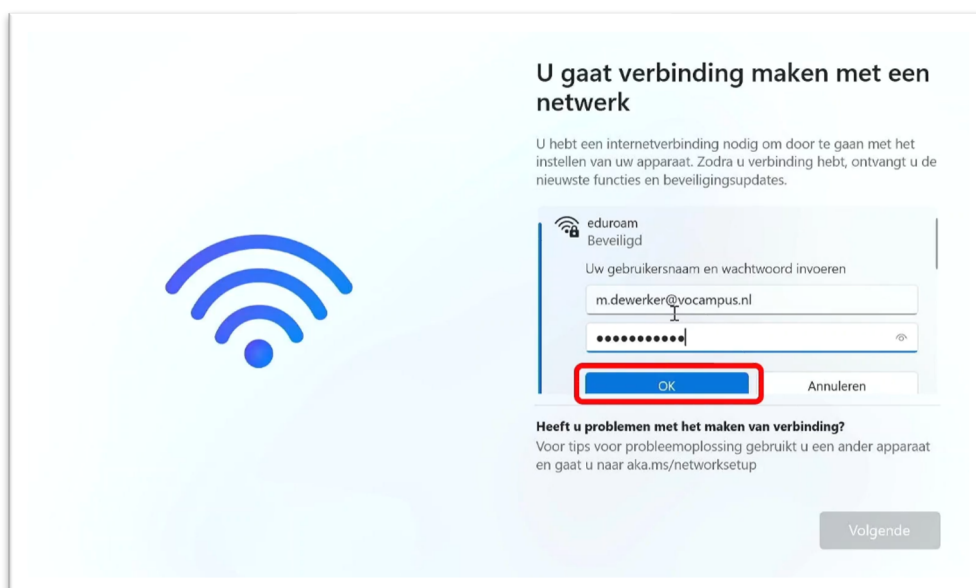 U gaat verbinding maken met een
netwerk
U hebt een internetverbinding nodig om door te gaan met het
instellen van uw apparaat. Zodra u verbinding hebt, ontvangt u de
nieuwste functies en beveiligingsupdates.
eduroam
Beveiligd
Uw gebruikersnaam en wachtwoord invoeren
m.dewerker@vocampus.nl
•••••••••••
OK
Annuleren
Heeft u problemen met het maken van verbinding?
Voor tips voor probleemoplossing gebruikt u een ander apparaat
en gaat u naar aka.ms/networksetup
Volgende